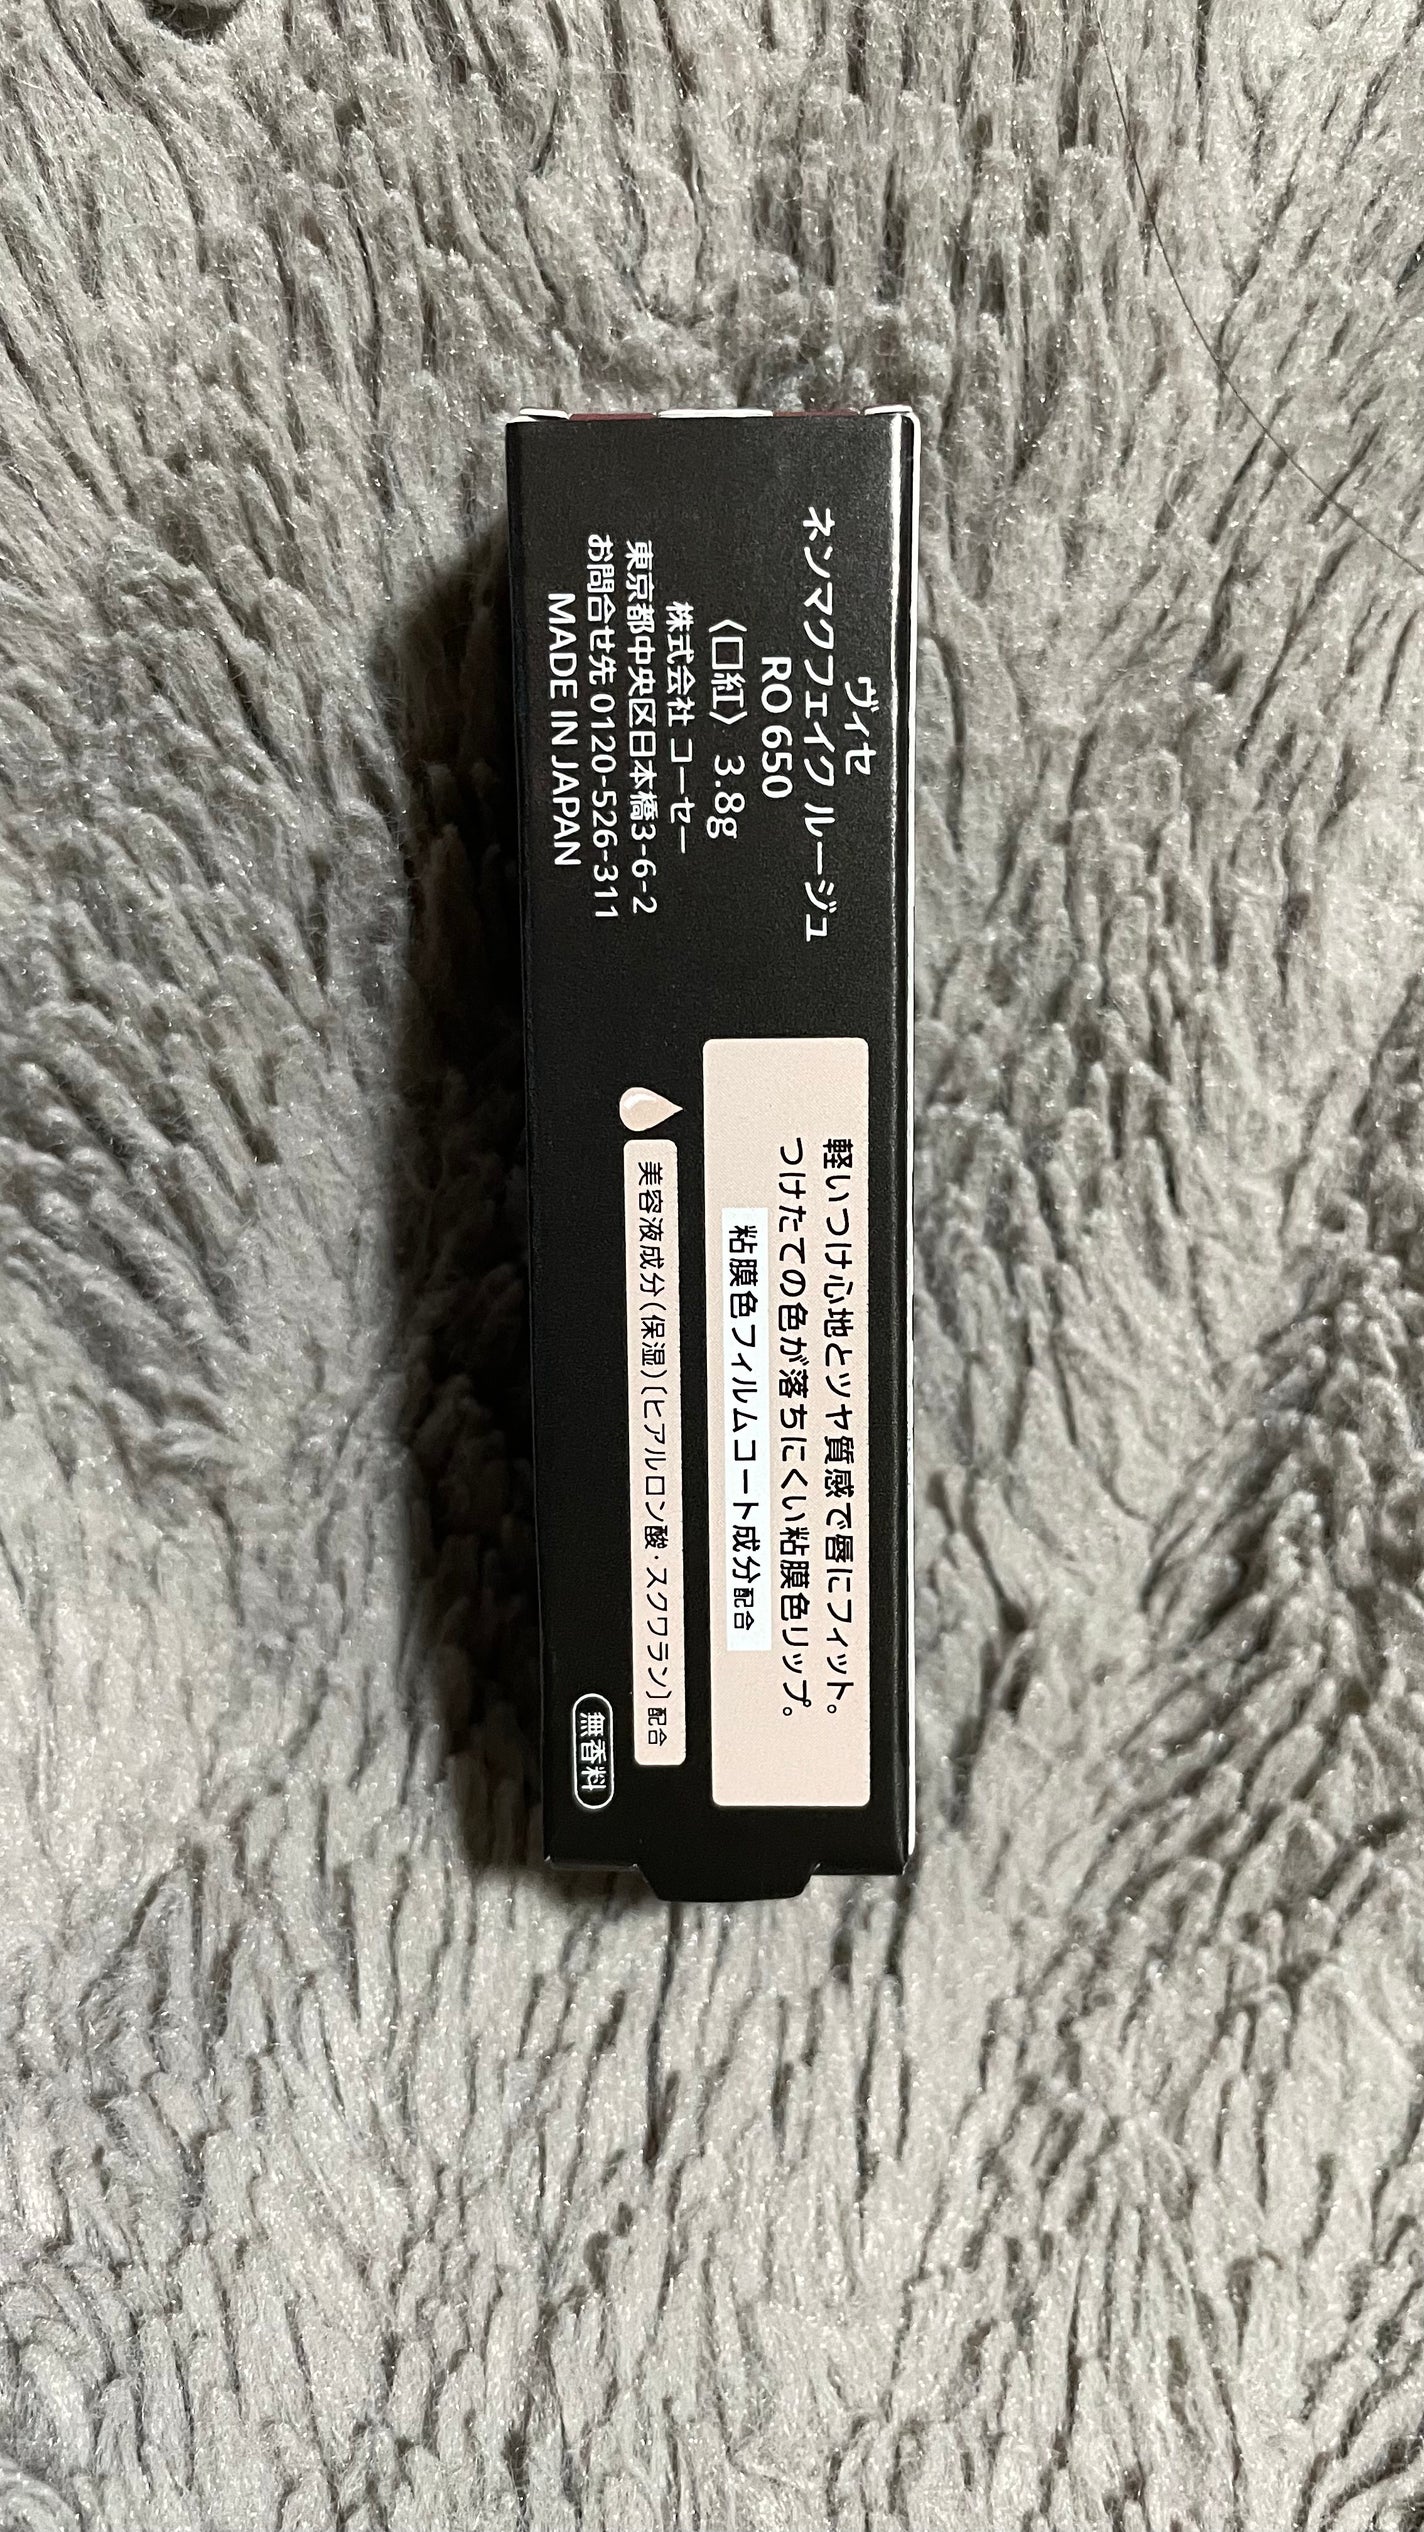 ヴィセ
ネンマクフェイク ルージュ
RO 650
〈口紅〉 3.8g
株式会社 コーセー
東京都中央区日本橋3-6-2
お問合せ先 0120-526-311
MADE IN JAPAN
軽いつけ心地とツヤ質感で唇にフィット。
つけたての色が落ちにくい粘膜色リップ。
粘膜色フィルムコート成分配合
美容液成分(保湿)[ヒアルロン酸・スクワラン]配合
無香料